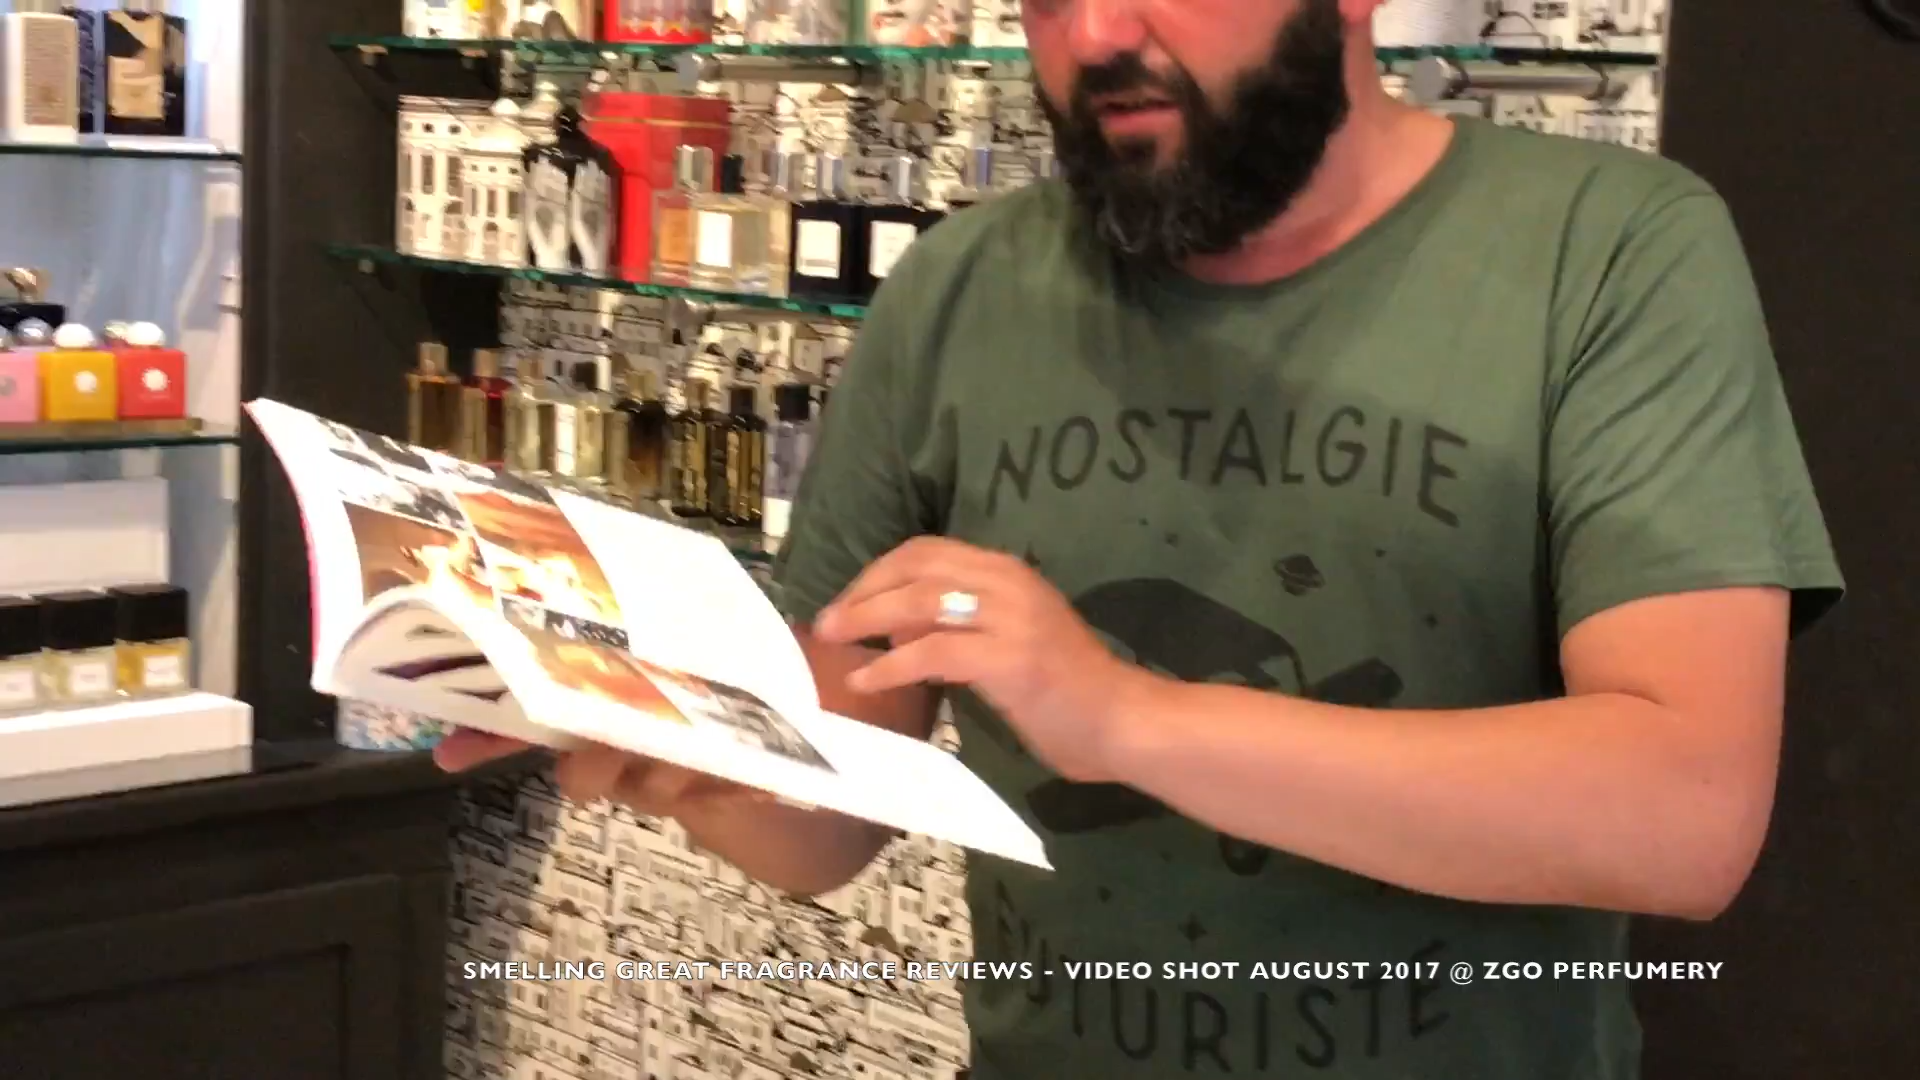 NOSTALGIE
FUTURISTE
SMELLING GREAT FRAGRANCE REVIEWS - VIDEO SHOT AUGUST 2017 @ ZGO PERFUMERY